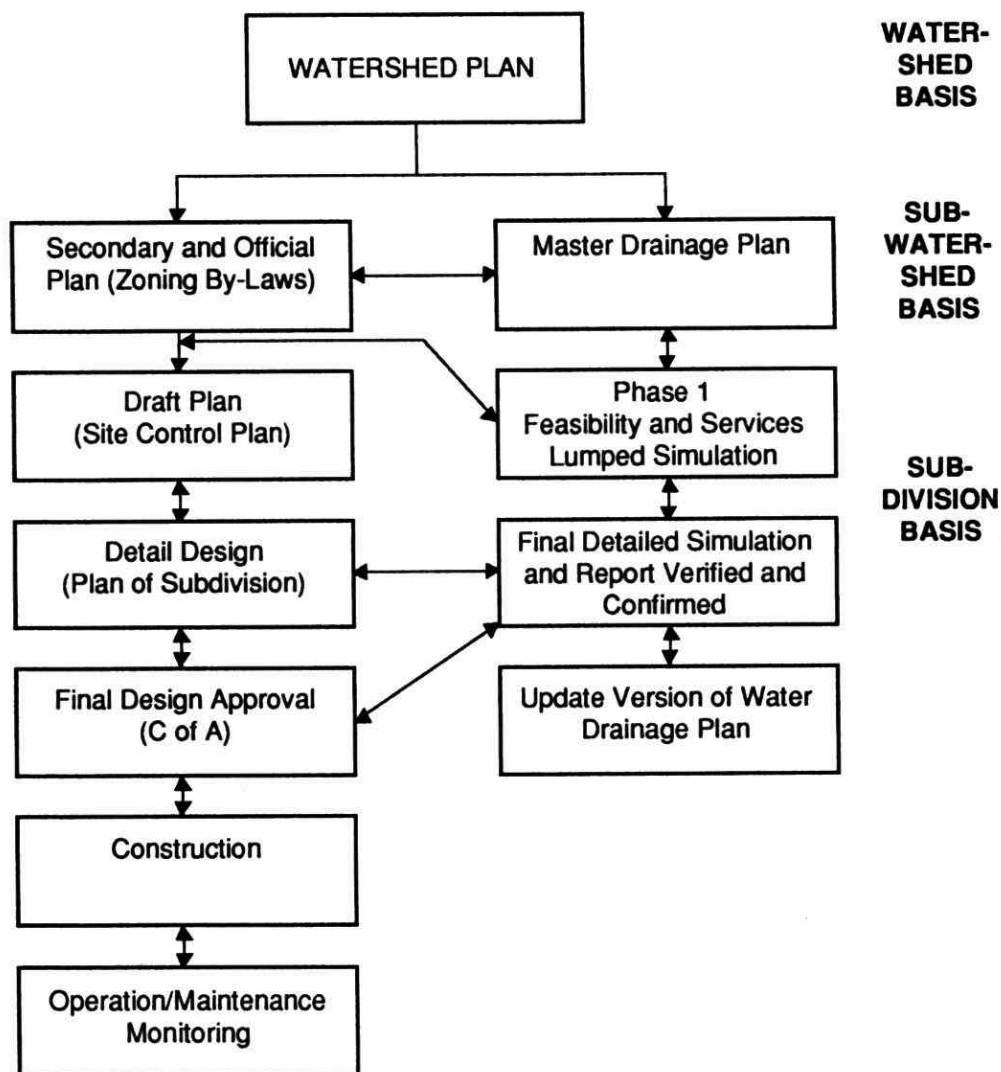 WATERSHED PLAN
WATER-
SHED
BASIS
Secondary and Official
Plan (Zoning By-Laws)
Master Drainage Plan
SUB-
WATER-
SHED
BASIS
Draft Plan
(Site Control Plan)
Phase 1
Feasibility and Services
Lumped Simulation
SUB-
DIVISION
BASIS
Detail Design
(Plan of Subdivision)
Final Detailed Simulation
and Report Verified and
Confirmed
Final Design Approval
(C of A)
Update Version of Water
Drainage Plan
Construction
Operation/Maintenance
Monitoring